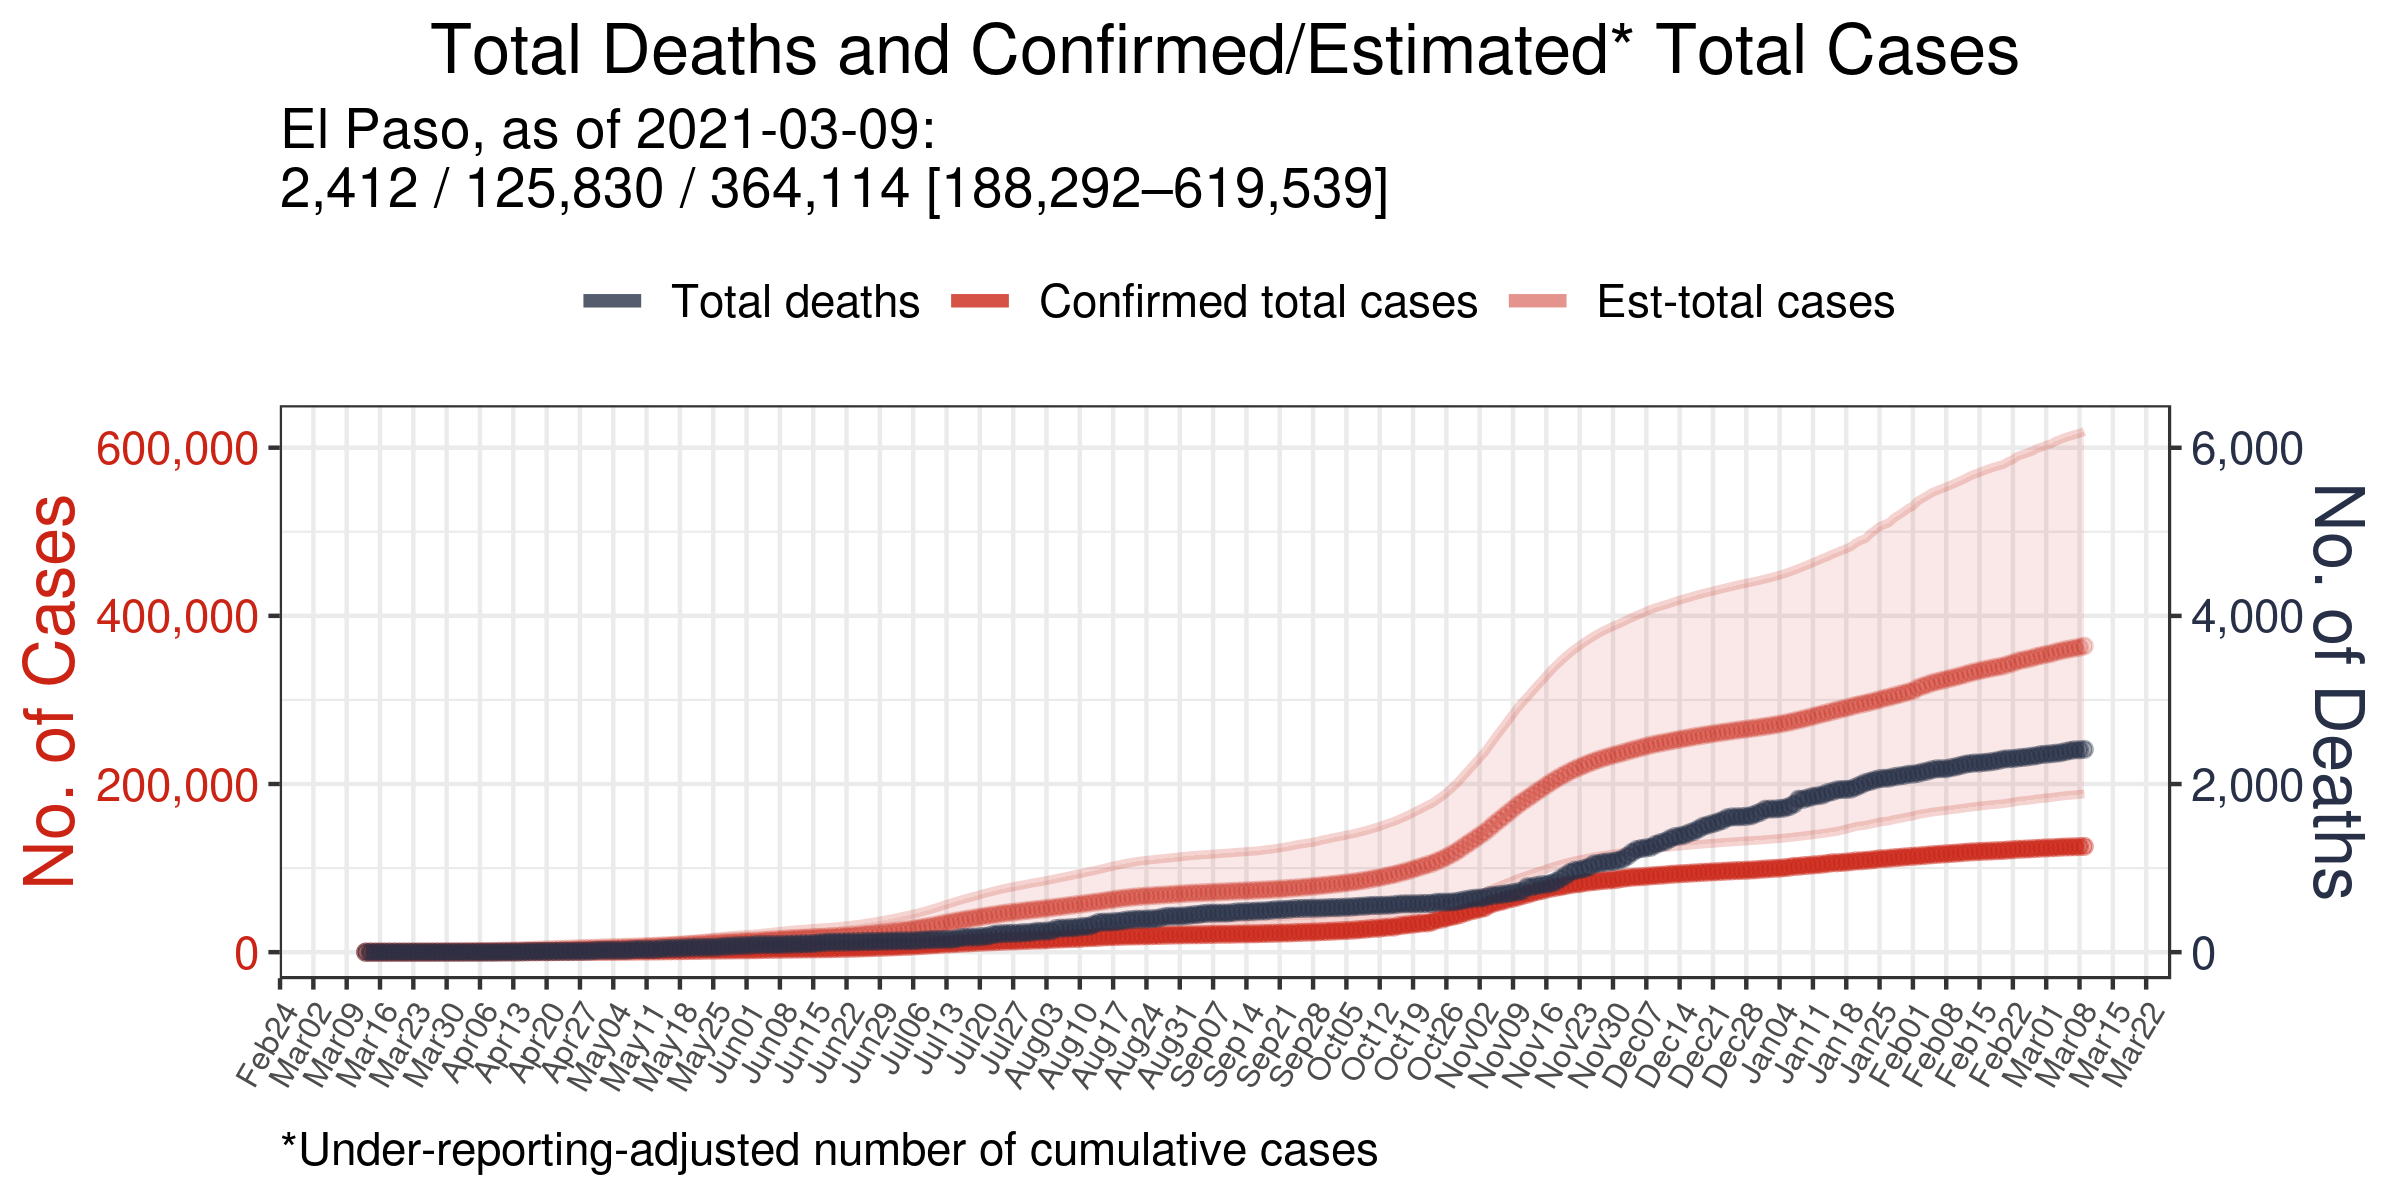 Total Deaths and Confirmed/Estimated* Total Cases
El Paso, as of 2021-03-09:
2,412 / 125,830 / 364,114 [188,292–619,539]
Total deaths Confirmed total cases Est-total cases
No. of Cases
600,000
400,000
200,000
0
6,000
4,000
2,000
0
No. of Deaths
Feb24 Mar02 Mar09 Mar16 Mar23 Mar30 Apr06 Apr13 Apr20 Apr27 May04 May11 May18 May25 Jun01 Jun08 Jun15 Jun22 Jun29 Jul06 Jul13 Jul20 Jul27 Aug03 Aug10 Aug17 Aug24 Aug31 Sep07 Sep14 Sep21 Sep28 Oct05 Oct12 Oct19 Oct26 Nov02 Nov09 Nov16 Nov23 Nov30 Dec07 Dec14 Dec21 Dec28 Jan04 Jan11 Jan18 Jan25 Feb01 Feb08 Feb15 Feb22 Mar01 Mar08 Mar15 Mar22
*Under-reporting-adjusted number of cumulative cases